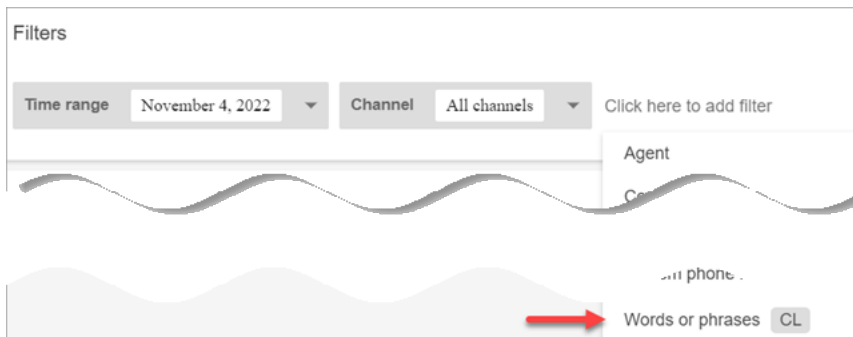 Filters
Time range November 4, 2022 Channel All channels Click here to add filter
Agent
phone
Words or phrases CL